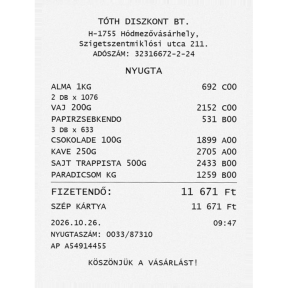 TÓTH DISZKONT BT.
H-1755 Hódmezővásárhely,
Szigetszentmiklósi utca 211.
ADÓSZÁM: 32316672-2-24
NYUGTA
ALMA 1KG 692 C00
2 DB x 1076
VAJ 200G 2152 C00
PAPIRZSEBKENDO 531 B00
3 DB x 633
CSOKOLADE 100G 1899 A00
KAVE 250G 2705 A00
SAJT TRAPPISTA 500G 2433 B00
PARADICSOM KG 1259 B00
FIZETENDŐ: 11 671 Ft
SZÉP KÁRTYA 11 671 Ft
2026.10.26. 09:47
NYUGTASZÁM: 0033/87310
AP A54914455
KÖSZÖNJÜK A VÁSÁRLÁST!